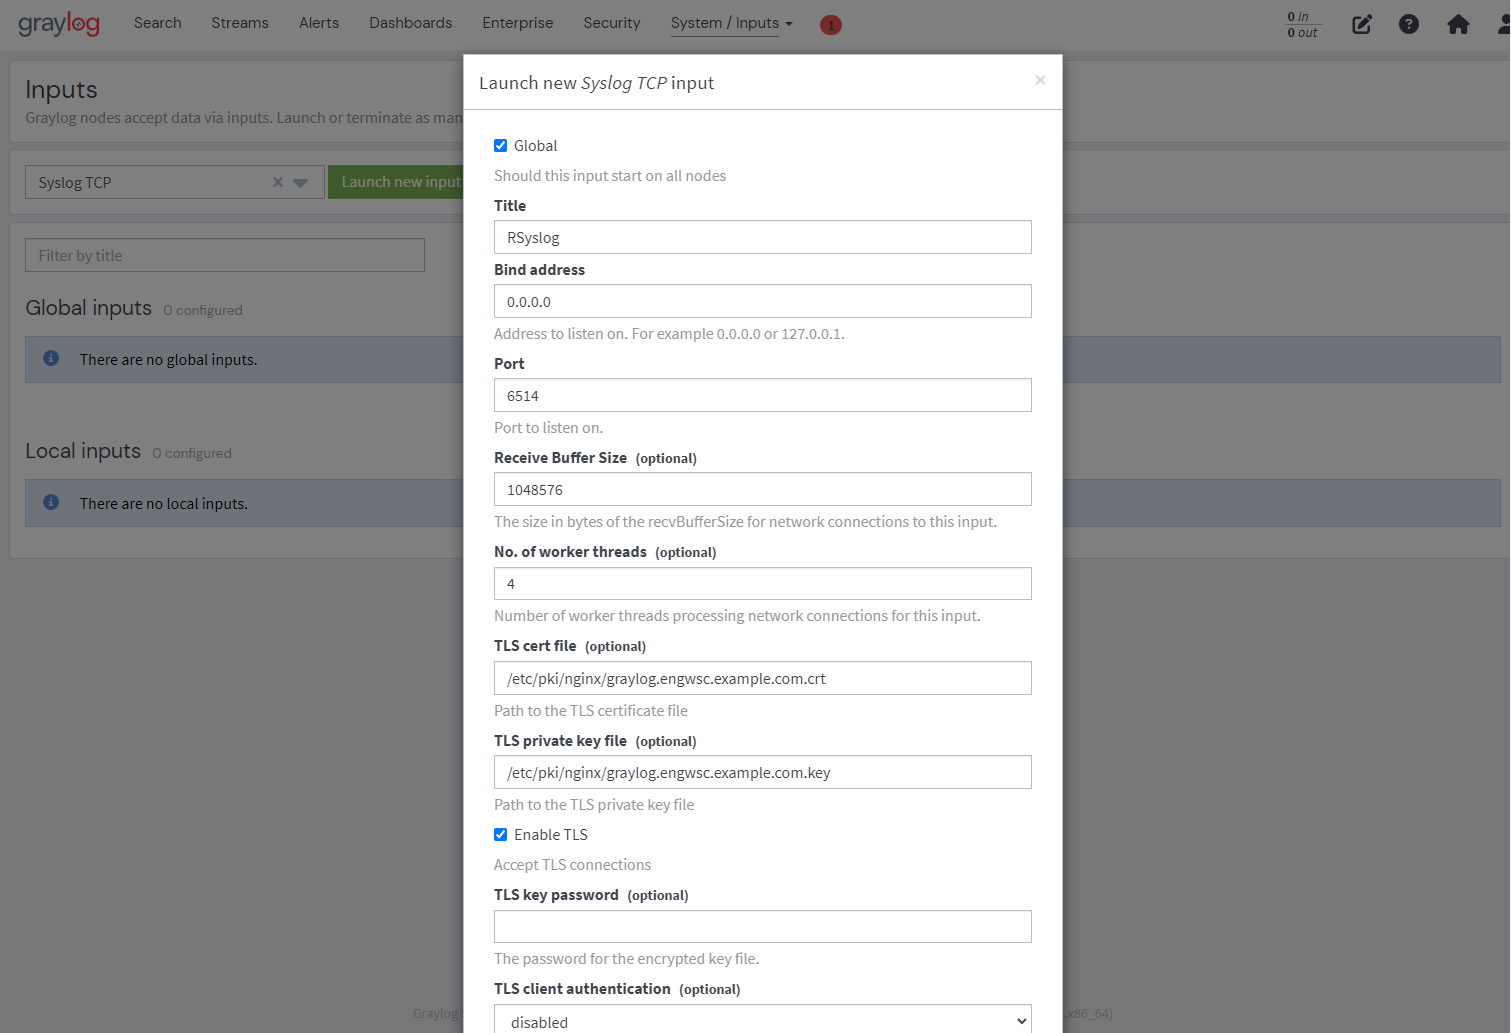 graylog Search Streams Alerts Dashboards Enterprise Security System / Inputs 1 0 in
0 out
Launch new Syslog TCP input ×
Inputs
Graylog nodes accept data via inputs. Launch or terminate as man
Syslog TCP × Launch new input
Filter by title
Global inputs 0 configured
There are no global inputs.
Local inputs 0 configured
There are no local inputs.
Global
Should this input start on all nodes
Title
RSyslog
Bind address
0.0.0.0
Address to listen on. For example 0.0.0.0 or 127.0.0.1.
Port
6514
Port to listen on.
Receive Buffer Size (optional)
1048576
The size in bytes of the recvBufferSize for network connections to this input.
No. of worker threads (optional)
4
Number of worker threads processing network connections for this input.
TLS cert file (optional)
/etc/pki/nginx/graylog.engwsc.example.com.crt
Path to the TLS certificate file
TLS private key file (optional)
/etc/pki/nginx/graylog.engwsc.example.com.key
Path to the TLS private key file
Enable TLS
Accept TLS connections
TLS key password (optional)
The password for the encrypted key file.
TLS client authentication (optional)
disabled
Graylog x86_64)